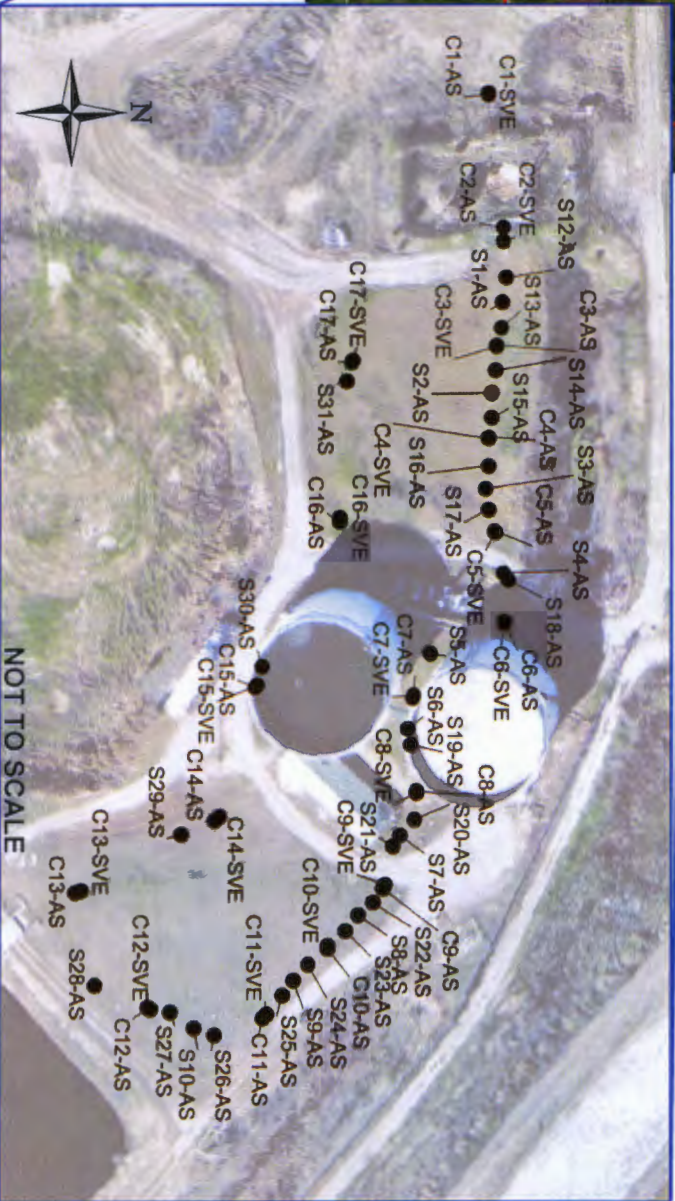 N
C1-SVE
C1-AS
C2-SVE
C2-AS
S12-AS
S1-AS
S13-AS
C3-AS
C3-SVE
S14-AS
S2-AS
S15-AS
C4-AS
C4-SVE
S16-AS
S3-AS
S17-AS
C5-AS
C5-SVE
S4-AS
S18-AS
C6-AS
C6-SVE
C17-SVE
C17-AS
S31-AS
C16-SVE
C16-AS
S5-AS
C7-AS
C7-SVE
S6-AS
S19-AS
C8-AS
C8-SVE
S20-AS
S7-AS
S21-AS
C9-SVE
C9-AS
S22-AS
S8-AS
S23-AS
C10-SVE
C10-AS
S24-AS
S9-AS
S25-AS
C11-SVE
C11-AS
S26-AS
S10-AS
S27-AS
C12-SVE
C12-AS
S28-AS
C13-SVE
C13-AS
C14-SVE
C14-AS
S29-AS
S30-AS
C15-AS
C15-SVE
NOT TO SCALE